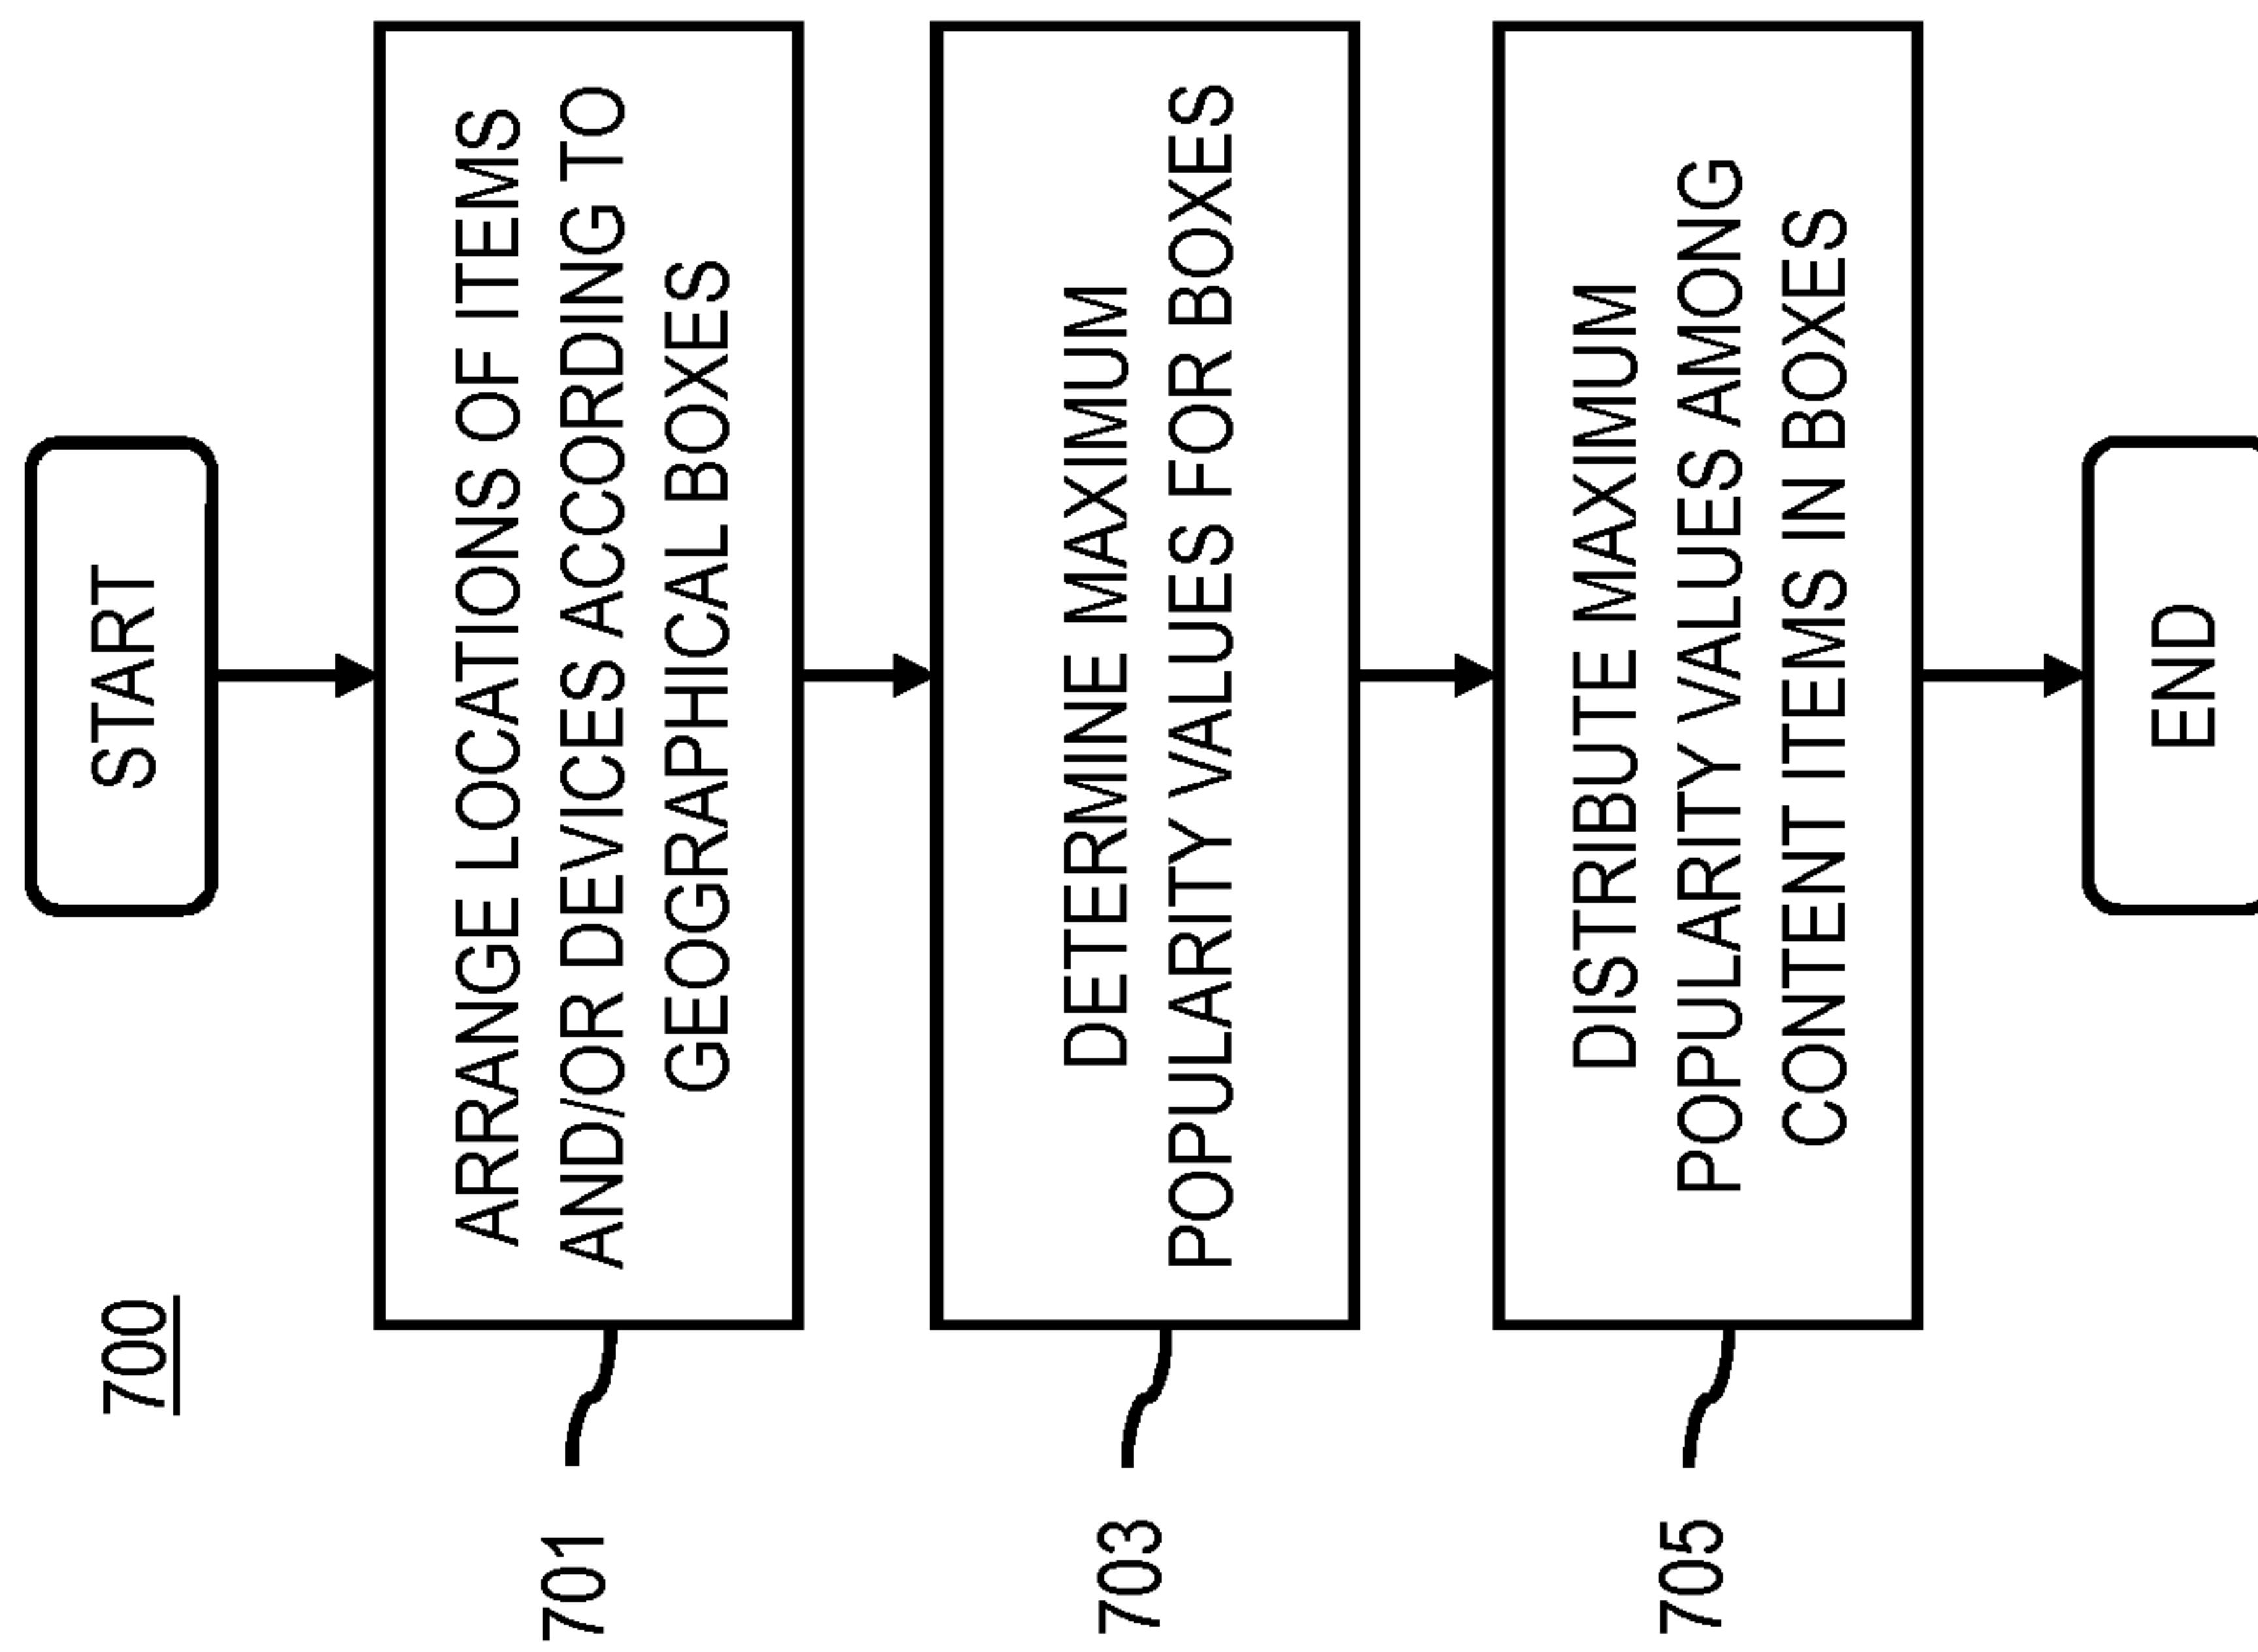 700
START
701
ARRANGE LOCATIONS OF ITEMS
AND/OR DEVICES ACCORDING TO
GEOGRAPHICAL BOXES
703
DETERMINE MAXIMUM
POPULARITY VALUES FOR BOXES
705
DISTRIBUTE MAXIMUM
POPULARITY VALUES AMONG
CONTENT ITEMS IN BOXES
END